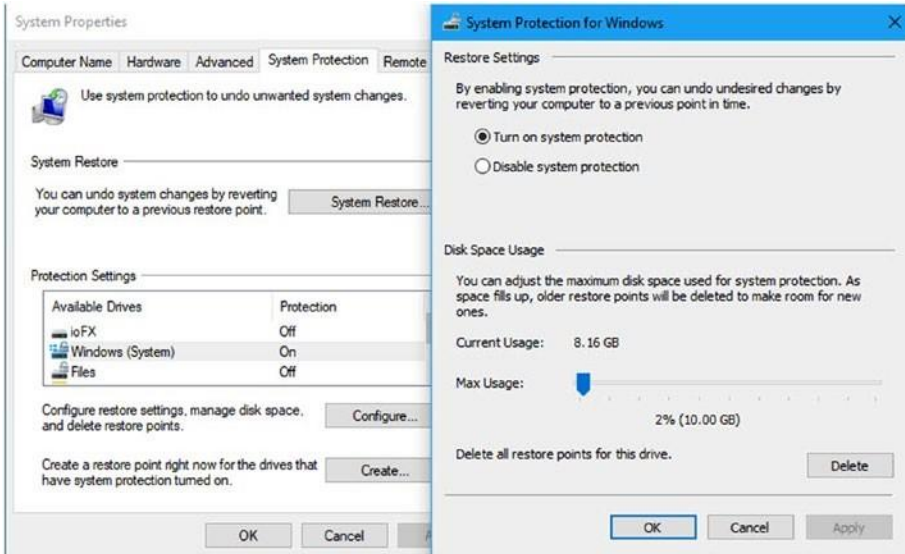 System Properties
Computer Name Hardware Advanced System Protection Remote
Use system protection to undo unwanted system changes.
System Restore
You can undo system changes by reverting
your computer to a previous restore point.
System Restore...
Protection Settings
Available Drives Protection
ioFX Off
Windows (System) On
Files Off
Configure restore settings, manage disk space,
and delete restore points.
Configure...
Create a restore point right now for the drives that
have system protection turned on.
Create...
OK Cancel
System Protection for Windows
Restore Settings
By enabling system protection, you can undo undesired changes by
reverting your computer to a previous point in time.
Turn on system protection
Disable system protection
Disk Space Usage
You can adjust the maximum disk space used for system protection. As
space fills up, older restore points will be deleted to make room for new
ones.
Current Usage: 8.16 GB
Max Usage:
2% (10.00 GB)
Delete all restore points for this drive.
Delete
OK Cancel Apply